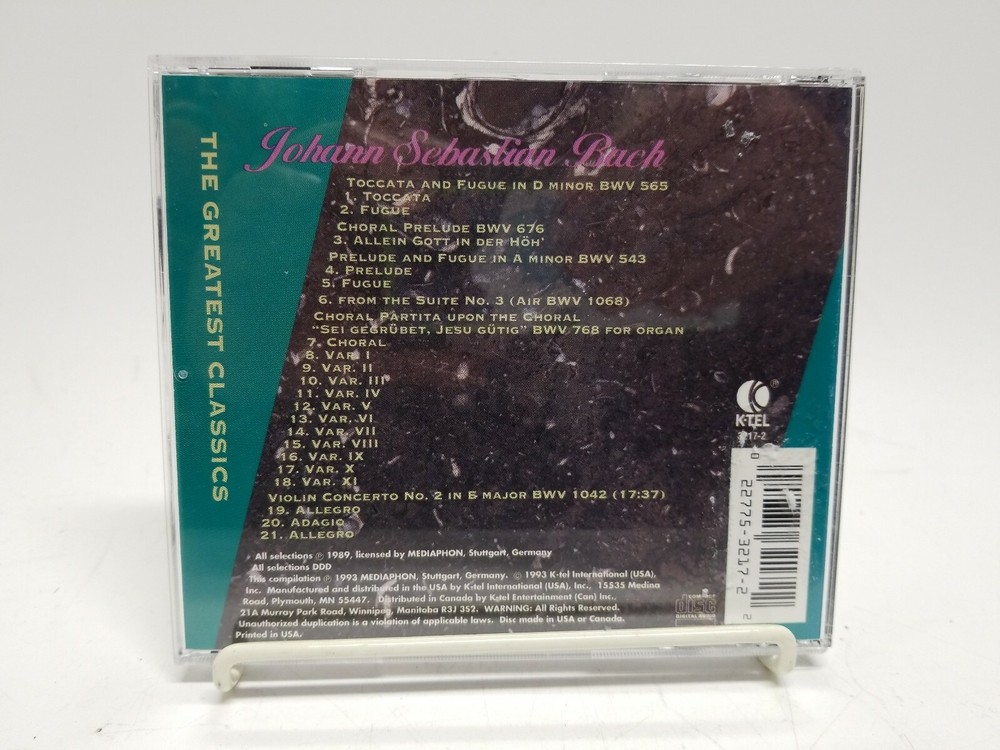 THE GREATEST CLASSICS
Johann Sebastian Bach
TOCCATA AND FUGUE IN D MINOR BWV 565
1. TOCCATA
2. FUGUE
CHORAL PRELUDE BWV 676
3. ALLEIN GOTT IN DER HÖH'
PRELUDE AND FUGUE IN A MINOR BWV 543
4. PRELUDE
5. FUGUE
6. FROM THE SUITE NO. 3 (AIR BWV 1068)
CHORAL PARTITA UPON THE CHORAL
"SEI GEGRÜBET, JESU GÜTIG" BWV 768 FOR ORGAN
7. CHORAL
8. VAR. I
9. VAR. II
10. VAR. III
11. VAR. IV
12. VAR. V
13. VAR. VI
14. VAR. VII
15. VAR. VIII
16. VAR. IX
17. VAR. X
18. VAR. XI
VIOLIN CONCERTO NO. 2 IN E MAJOR BWV 1042 (17:37)
19. ALLEGRO
20. ADAGIO
21. ALLEGRO
All selections ℗ 1989, licensed by MEDIAPHON, Stuttgart, Germany
All selections DDD
This compilation ℗ 1993 MEDIAPHON, Stuttgart, Germany. © 1993 K-tel International (USA),
Inc. Manufactured and distributed in the USA by K-tel International (USA), Inc. 15535 Medina
Road, Plymouth, MN 55447. Distributed in Canada by K-tel Entertainment (Can) Inc.,
21A Murray Park Road, Winnipeg, Manitoba R3J 3S2. WARNING: All Rights Reserved.
Unauthorized duplication is a violation of applicable laws. Disc made in USA or Canada.
Printed in USA.
K-TEL®
3217-2
0 22775-3217-2 2
COMPACT
disc
DIGITAL AUDIO